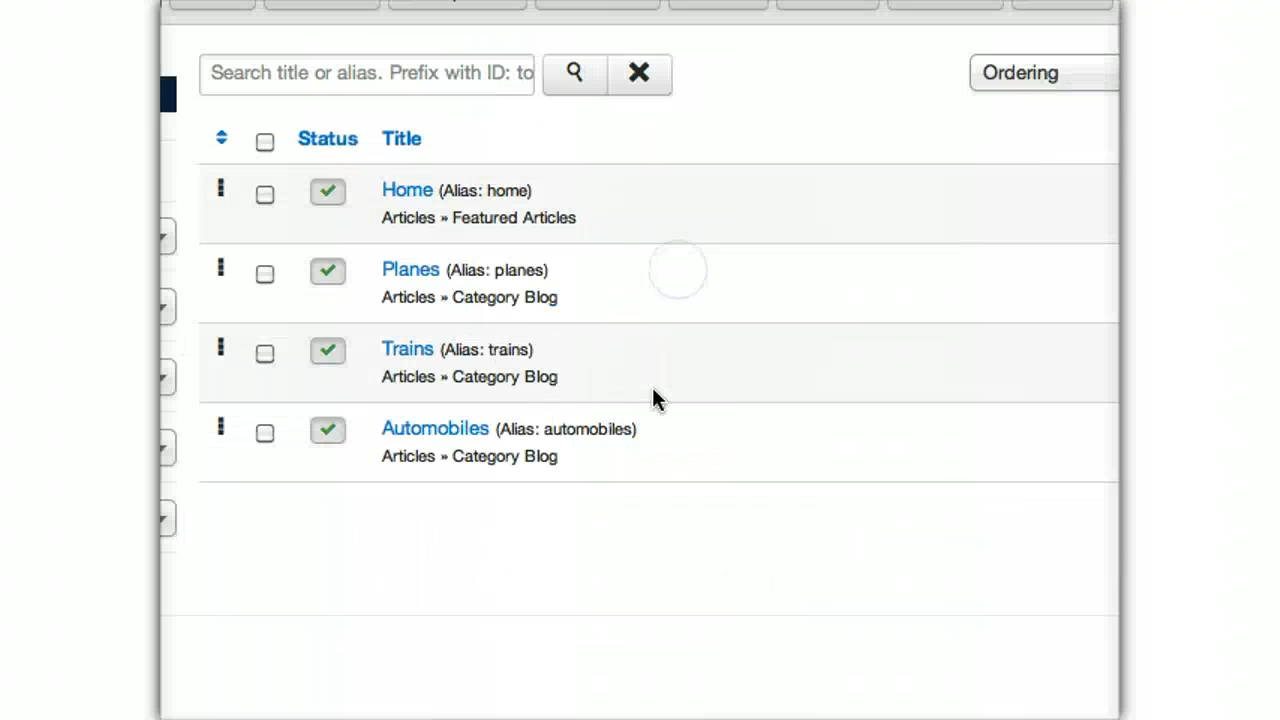 Search title or alias. Prefix with ID: to
Ordering
Status Title
Home (Alias: home)
Articles » Featured Articles
Planes (Alias: planes)
Articles » Category Blog
Trains (Alias: trains)
Articles » Category Blog
Automobiles (Alias: automobiles)
Articles » Category Blog